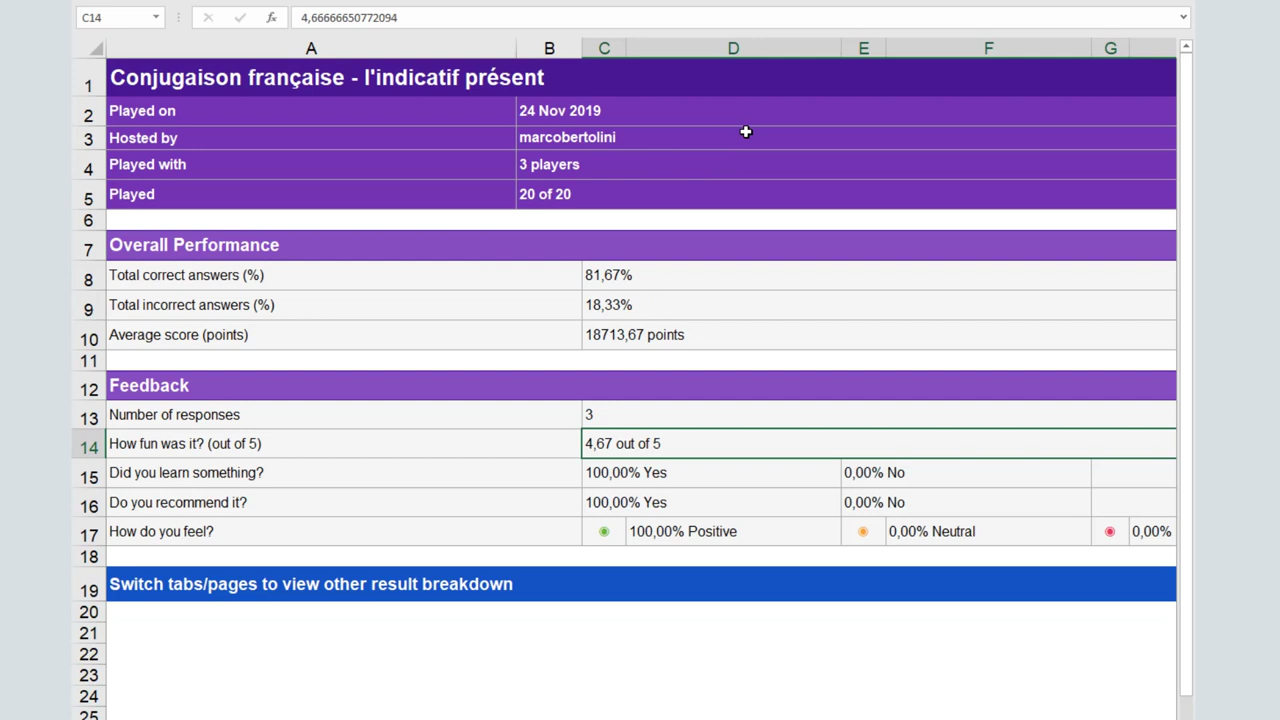 C14 4,66666650772094
A B C D E F G
1 Conjugaison française - l'indicatif présent
2 Played on 24 Nov 2019
3 Hosted by marcobertolini
4 Played with 3 players
5 Played 20 of 20
6
7 Overall Performance
8 Total correct answers (%) 81,67%
9 Total incorrect answers (%) 18,33%
10 Average score (points) 18713,67 points
11
12 Feedback
13 Number of responses 3
14 How fun was it? (out of 5) 4,67 out of 5
15 Did you learn something? 100,00% Yes 0,00% No
16 Do you recommend it? 100,00% Yes 0,00% No
17 How do you feel? 100,00% Positive 0,00% Neutral 0,00%
18
19 Switch tabs/pages to view other result breakdown
20
21
22
23
24
25